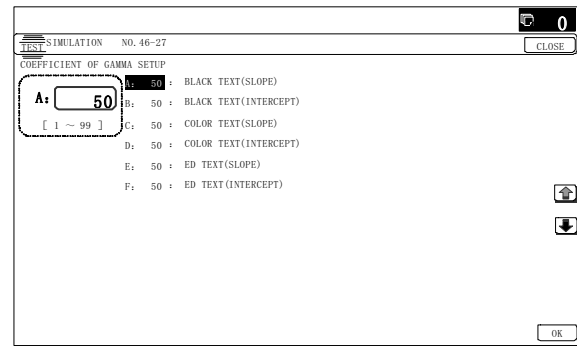 0
TEST SIMULATION NO.46-27
CLOSE
COEFFICIENT OF GAMMA SETUP
A: 50
[ 1 ~ 99 ]
A: 50 : BLACK TEXT(SLOPE)
B: 50 : BLACK TEXT(INTERCEPT)
C: 50 : COLOR TEXT(SLOPE)
D: 50 : COLOR TEXT(INTERCEPT)
E: 50 : ED TEXT(SLOPE)
F: 50 : ED TEXT(INTERCEPT)
OK